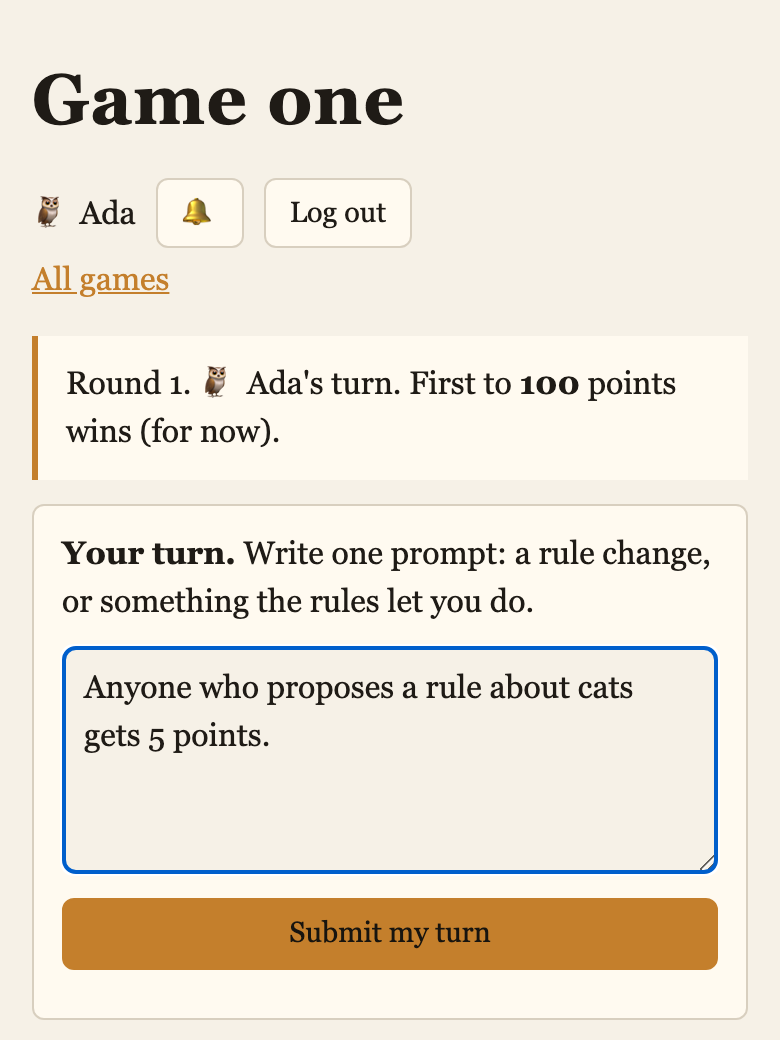 Game one
🦉 Ada 🔔 Log out
All games
Round 1. 🦉 Ada's turn. First to 100 points
wins (for now).
Your turn. Write one prompt: a rule change,
or something the rules let you do.
Anyone who proposes a rule about cats
gets 5 points.
Submit my turn